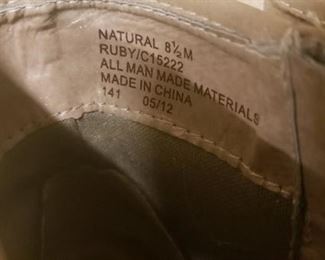 NATURAL 8½M
RUBY/C15222
ALL MAN MADE MATERIALS
MADE IN CHINA
141 05/12